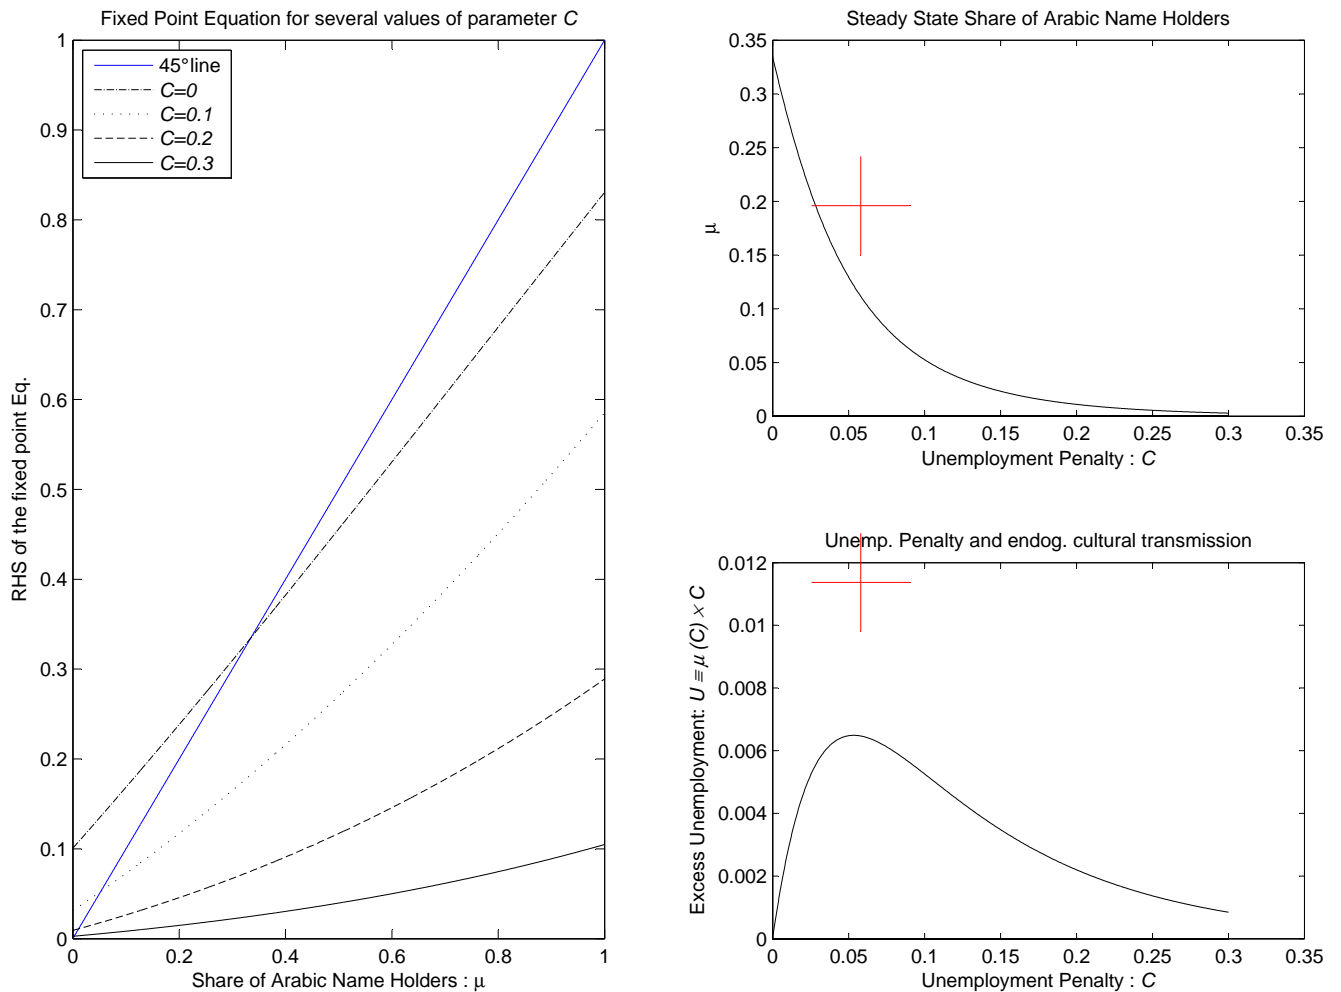 Fixed Point Equation for several values of parameter C
45°line
C=0
C=0.1
C=0.2
C=0.3
1
0.9
0.8
0.7
0.6
0.5
0.4
0.3
0.2
0.1
0
RHS of the fixed point Eq.
0 0.2 0.4 0.6 0.8 1
Share of Arabic Name Holders : μ
Steady State Share of Arabic Name Holders
0.35
0.3
0.25
0.2
0.15
0.1
0.05
0
μ
0 0.05 0.1 0.15 0.2 0.25 0.3 0.35
Unemployment Penalty : C
Unemp. Penalty and endog. cultural transmission
0.012
0.01
0.008
0.006
0.004
0.002
0
Excess Unemployment: U ≡ μ (C) × C
0 0.05 0.1 0.15 0.2 0.25 0.3 0.35
Unemployment Penalty : C